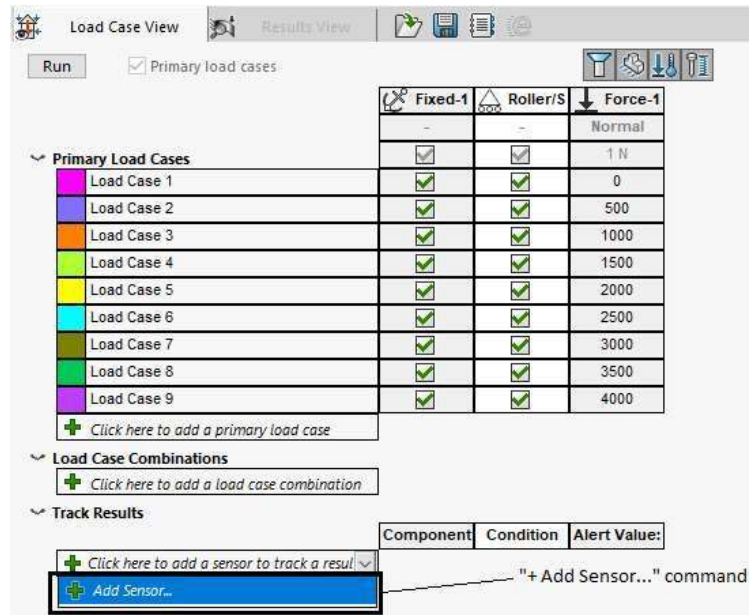 Load Case View Results View
Run Primary load cases
Fixed-1 Roller/S Force-1
- - Normal
Primary Load Cases 1 N
Load Case 1 0
Load Case 2 500
Load Case 3 1000
Load Case 4 1500
Load Case 5 2000
Load Case 6 2500
Load Case 7 3000
Load Case 8 3500
Load Case 9 4000
Click here to add a primary load case
Load Case Combinations
Click here to add a load case combination
Track Results
Component Condition Alert Value:
Click here to add a sensor to track a resul
Add Sensor...
"+ Add Sensor..." command